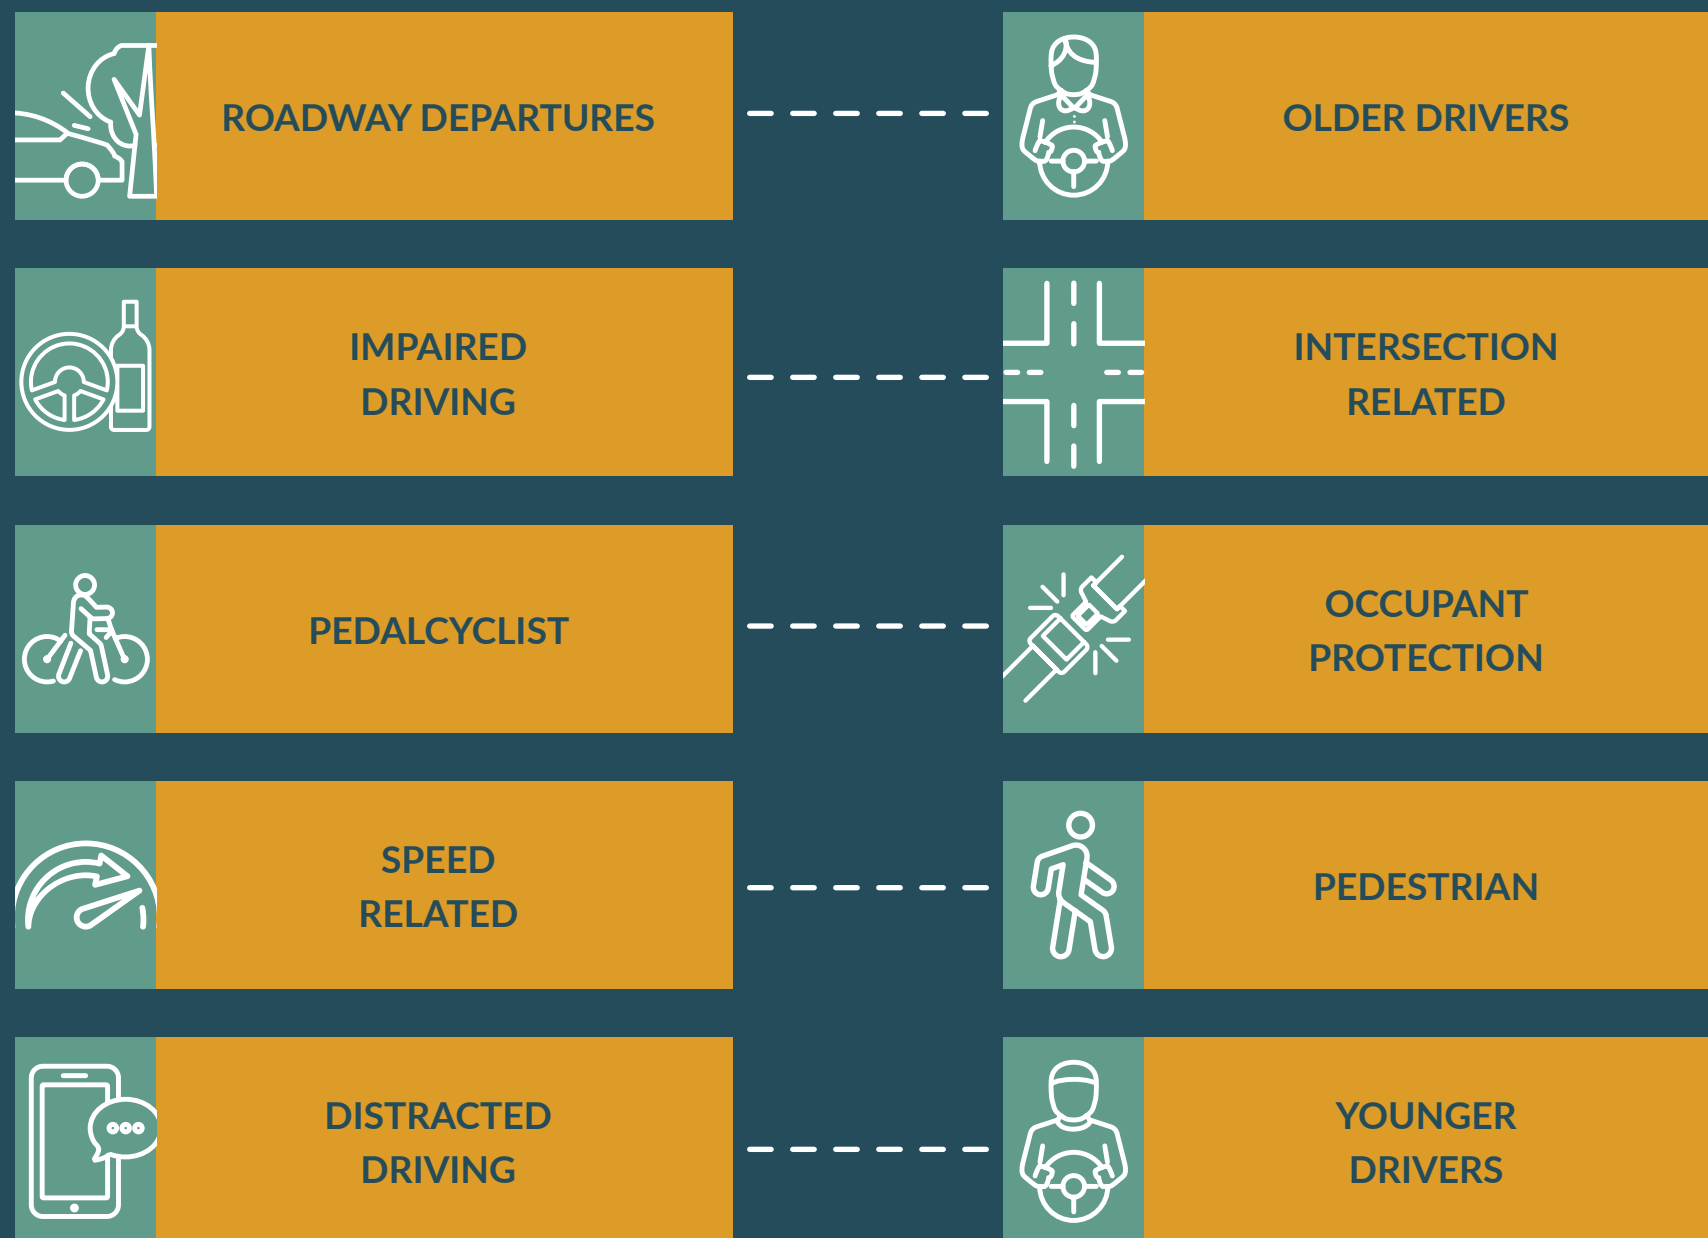 ROADWAY DEPARTURES
OLDER DRIVERS
IMPAIRED
DRIVING
INTERSECTION
RELATED
PEDALCYCLIST
OCCUPANT
PROTECTION
SPEED
RELATED
PEDESTRIAN
DISTRACTED
DRIVING
YOUNGER
DRIVERS